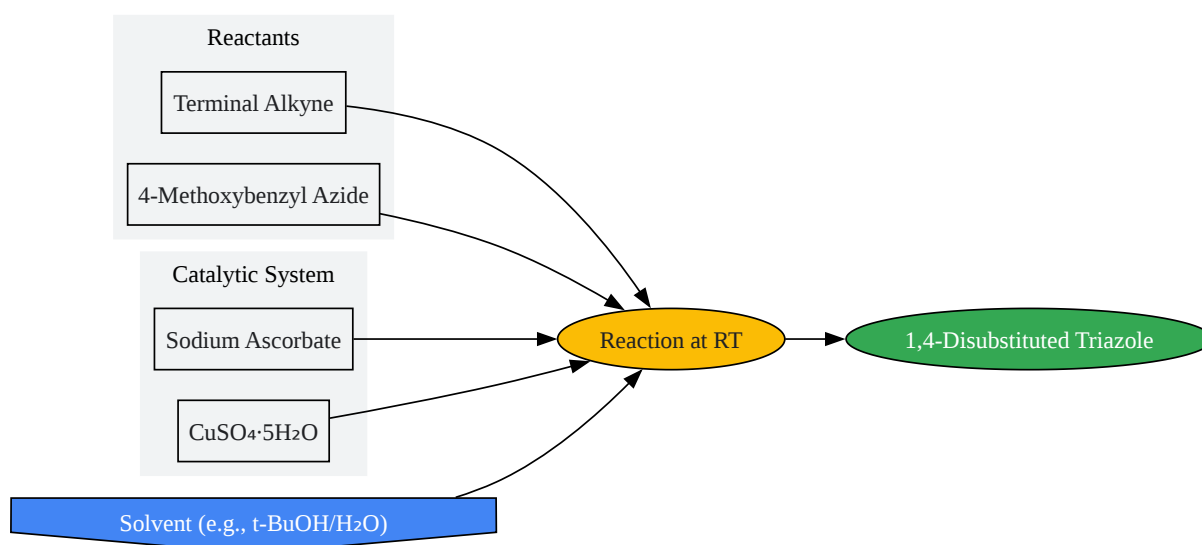 Reactants
Terminal Alkyne
4-Methoxybenzyl Azide
Catalytic System
Sodium Ascorbate
CuSO₄·5H₂O
Solvent (e.g., t-BuOH/H₂O)
Reaction at RT
1,4-Disubstituted Triazole